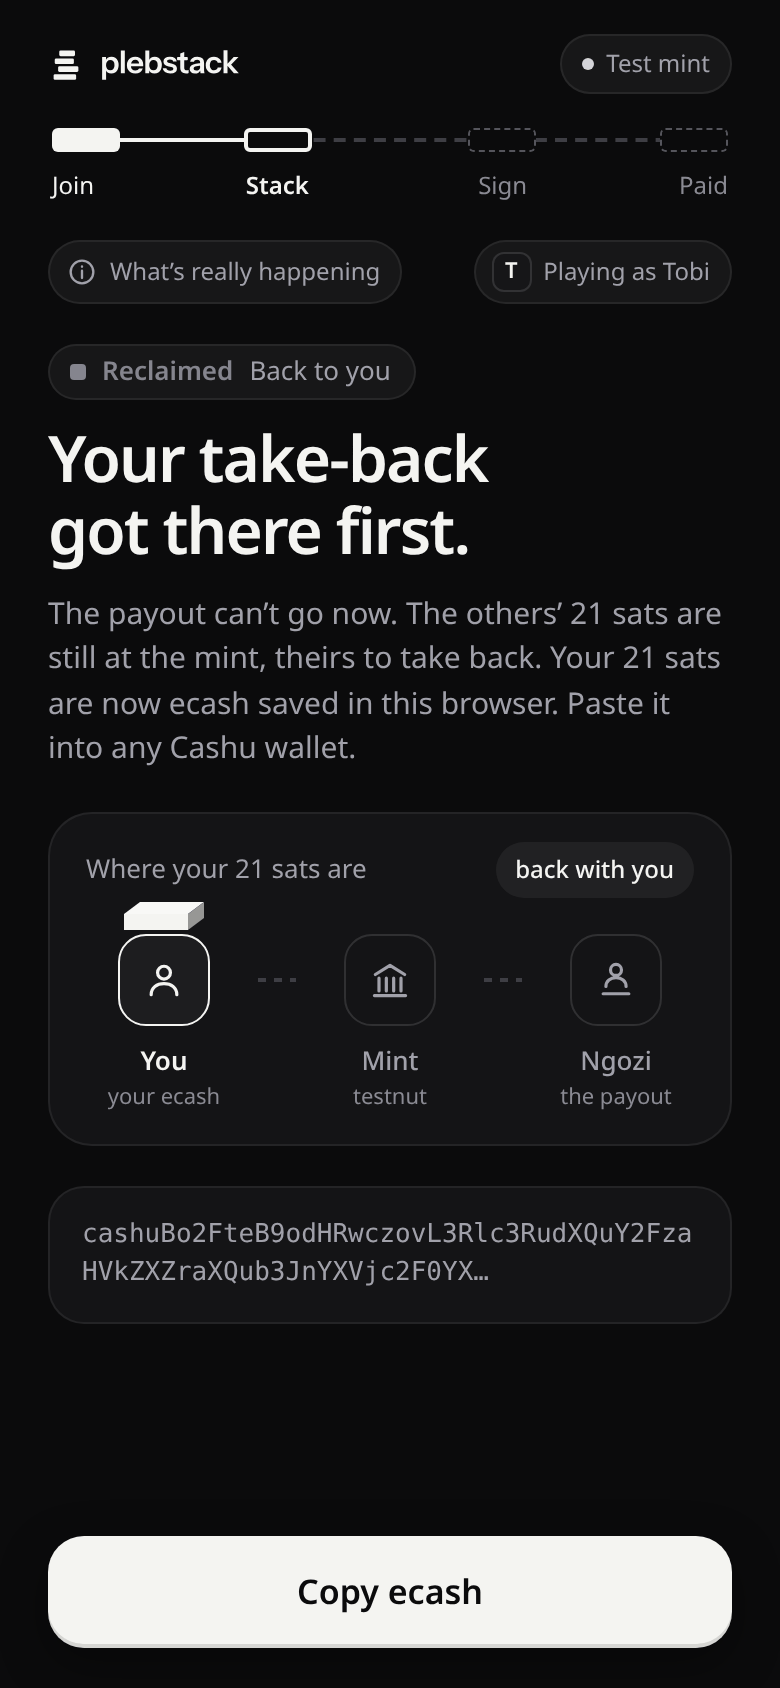 plebstack
Test mint
Join
Stack
Sign
Paid
What’s really happening
T Playing as Tobi
Reclaimed Back to you
Your take-back
got there first.
The payout can’t go now. The others’ 21 sats are
still at the mint, theirs to take back. Your 21 sats
are now ecash saved in this browser. Paste it
into any Cashu wallet.
Where your 21 sats are
back with you
You
your ecash
Mint
testnut
Ngozi
the payout
cashuBo2FteB9odHRwczovL3Rlc3RudXQuY2Fza
HVkZXZraXQub3JnYXVjc2F0YX…
Copy ecash